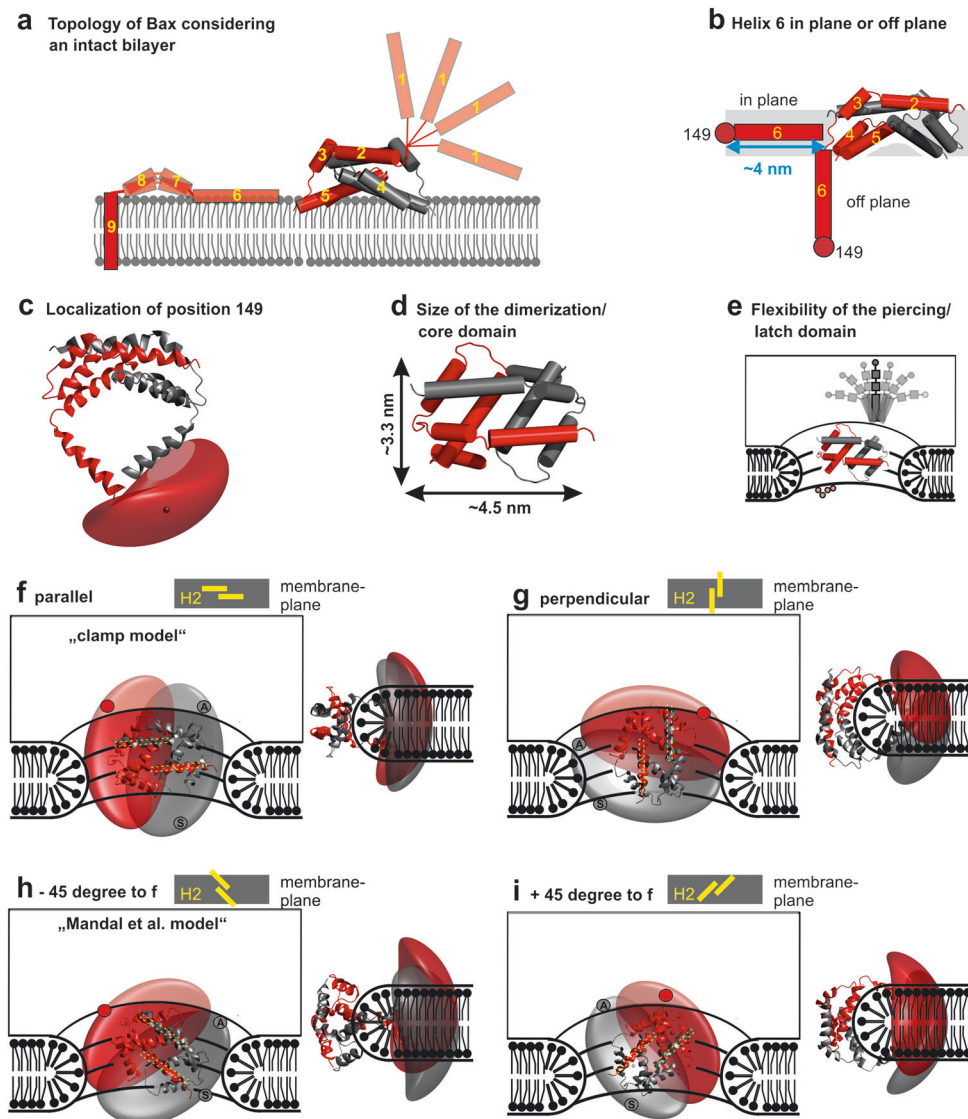 a Topology of Bax considering
an intact bilayer
1
1
1
1
3
2
4
5
8
7
6
9
b Helix 6 in plane or off plane
in plane
3
2
149
6
4
5
~4 nm
6
off plane
149
c Localization of position 149
d Size of the dimerization/
core domain
~3.3 nm
~4.5 nm
e Flexibility of the piercing/
latch domain
f parallel
H2
membrane-
plane
„clamp model“
A
S
g perpendicular
H2
membrane-
plane
A
S
h - 45 degree to f
H2
membrane-
plane
„Mandal et al. model“
A
S
i + 45 degree to f
H2
membrane-
plane
A
S